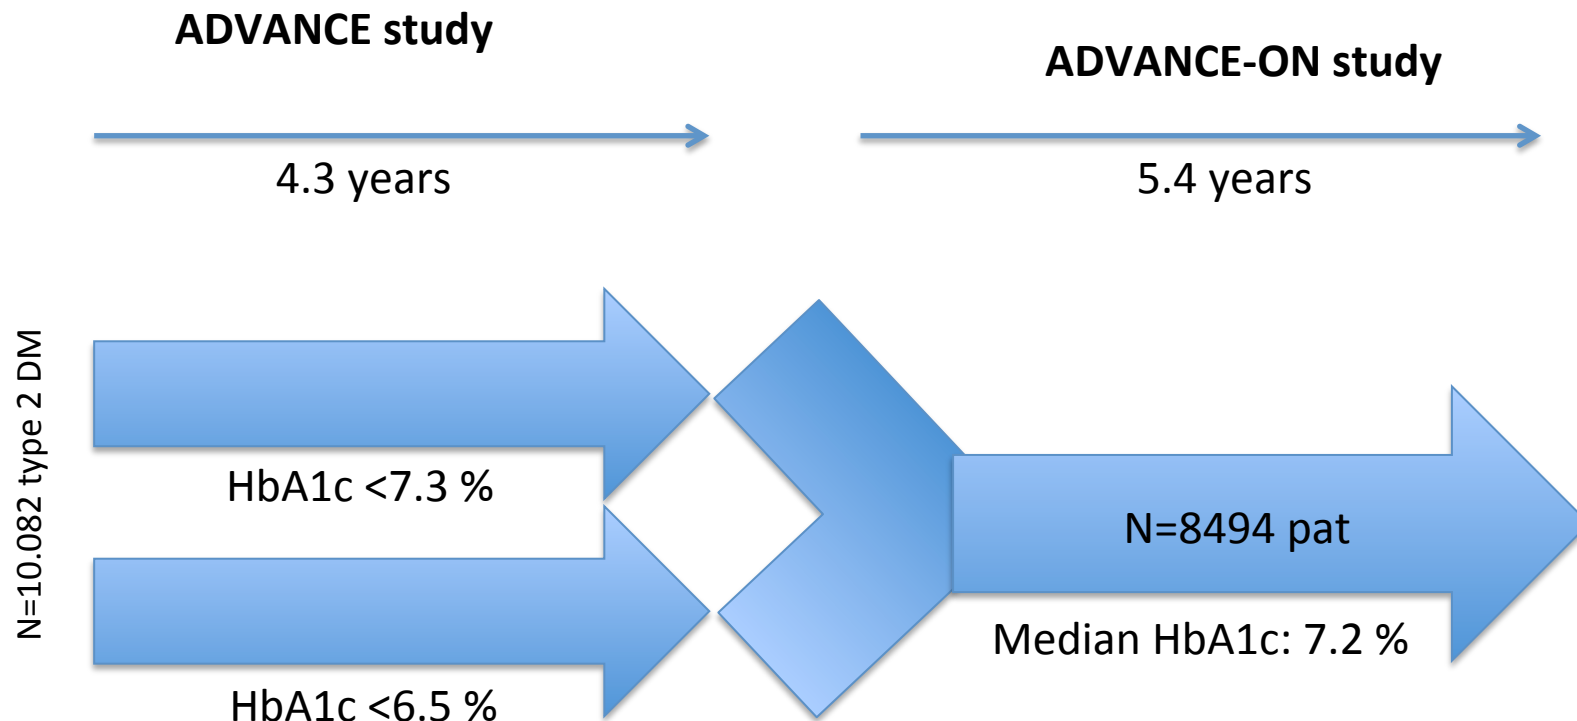 ADVANCE study
ADVANCE-ON study
4.3 years
5.4 years
N=10.082 type 2 DM
HbA1c <7.3 %
N=8494 pat
Median HbA1c: 7.2 %
HbA1c <6.5 %